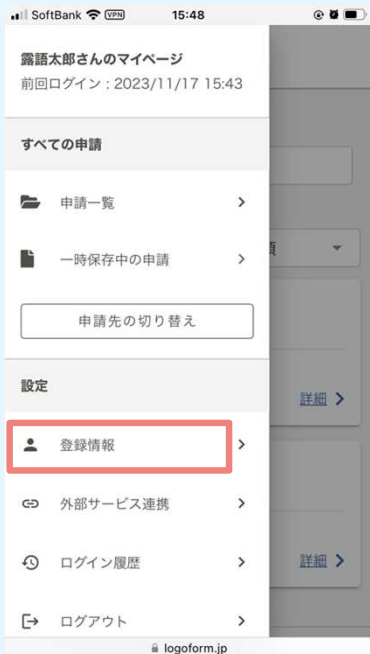 SoftBank VPN 15:48
露語太郎さんのマイページ
前回ログイン : 2023/11/17 15:43
すべての申請
申請一覧
一時保存中の申請
申請先の切り替え
設定
詳細
登録情報
外部サービス連携
ログイン履歴
詳細
ログアウト
logoform.jp